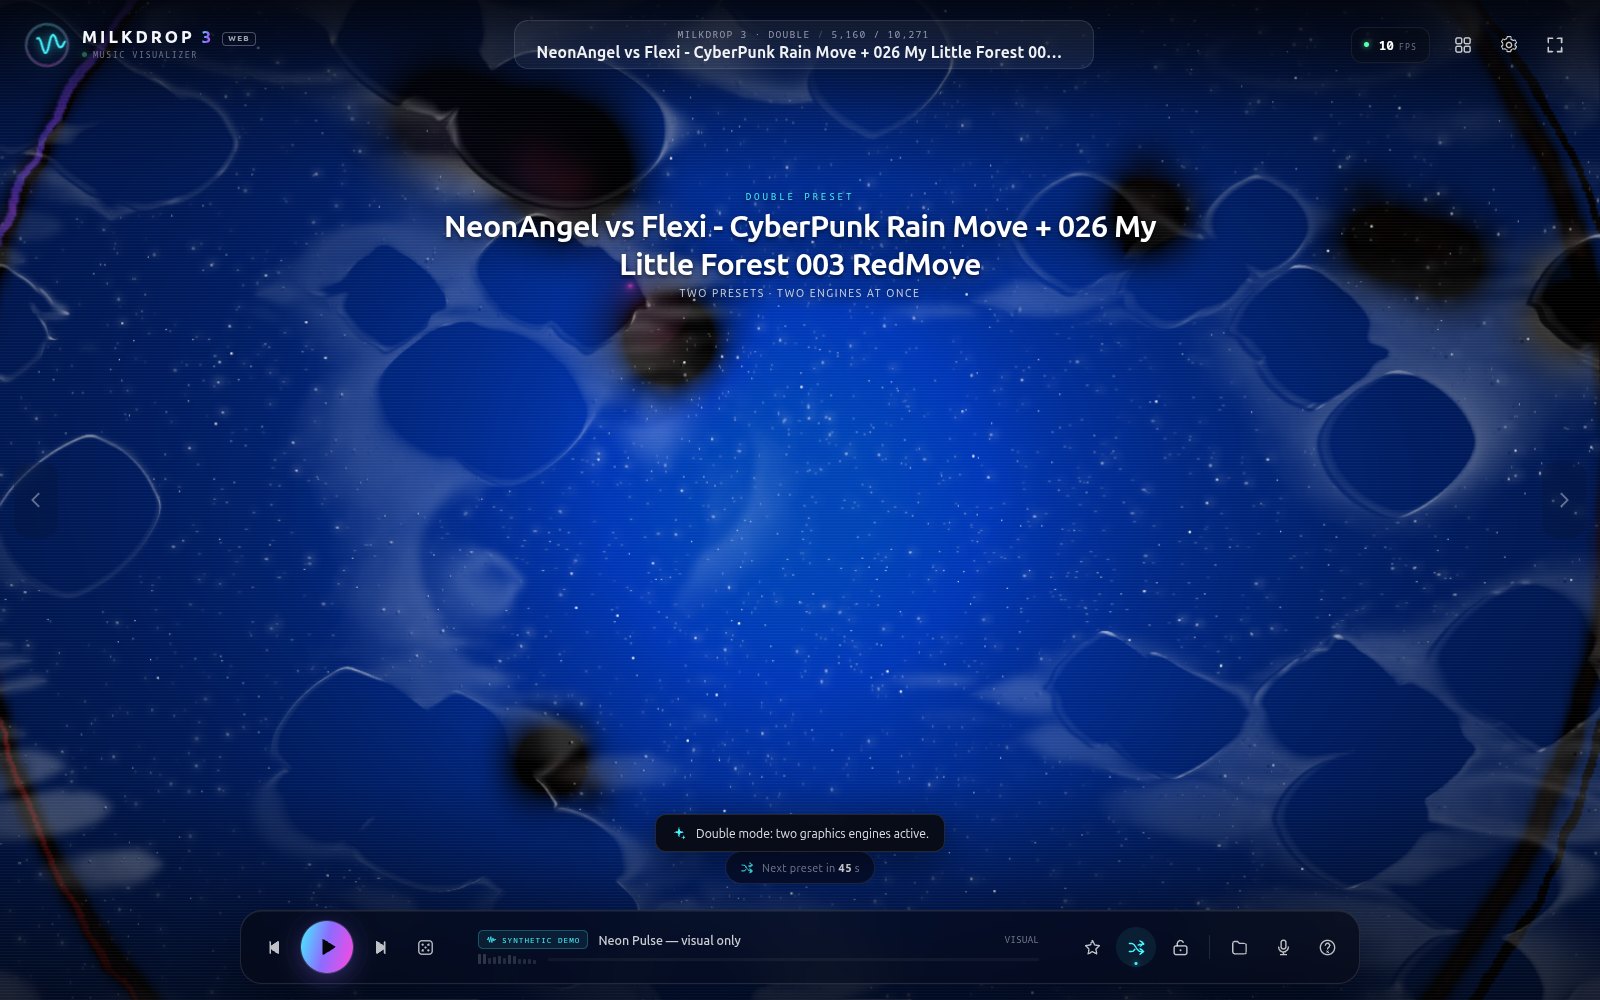 MILKDROP 3 WEB
MUSIC VISUALIZER
MILKDROP 3 · DOUBLE / 5,160 / 10,271
NeonAngel vs Flexi - CyberPunk Rain Move + 026 My Little Forest 00...
10 FPS
DOUBLE PRESET
NeonAngel vs Flexi - CyberPunk Rain Move + 026 My
Little Forest 003 RedMove
TWO PRESETS · TWO ENGINES AT ONCE
Double mode: two graphics engines active.
Next preset in 45 s
SYNTHETIC DEMO Neon Pulse — visual only VISUAL